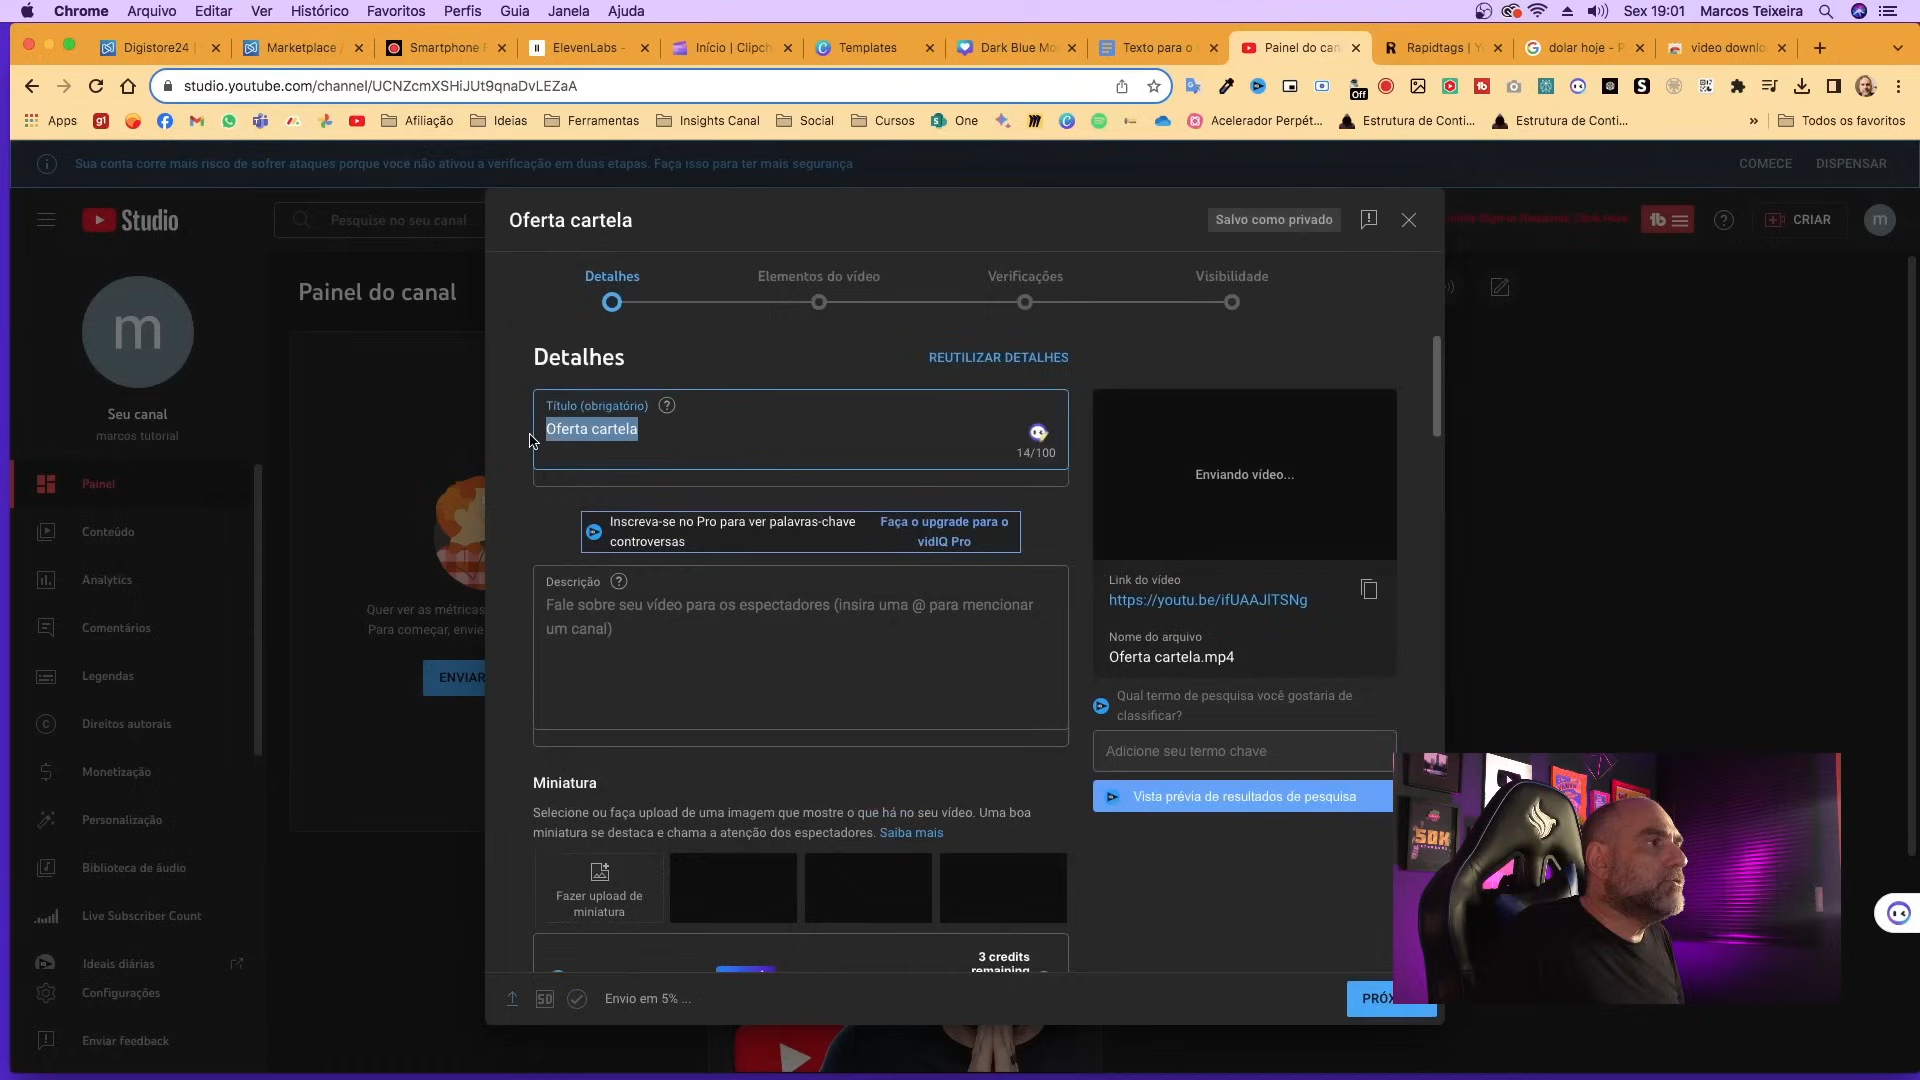 Chrome Arquivo Editar Ver Histórico Favoritos Perfis Guia Janela Ajuda Sex 19:01 Marcos Teixeira
Digistore24 | Marketplace / Smartphone ElevenLabs - Início | Clipch Templates Dark Blue Mo Texto para o Painel do can Rapidtags | Y dolar hoje - P video downlo
studio.youtube.com/channel/UCNZcmXSHiJUt9qnaDvLEZaA
Off
Apps Afiliação Ideias Ferramentas Insights Canal Social Cursos One Acelerador Perpét... Estrutura de Conti... Estrutura de Conti... » Todos os favoritos
Sua conta corre mais risco de sofrer ataques porque você não ativou a verificação em duas etapas. Faça isso para ter mais segurança COMECE DISPENSAR
Studio
Pesquise no seu canal
CRIAR
m
m
Seu canal
marcos tutorial
Painel
Conteúdo
Analytics
Comentários
Legendas
Direitos autorais
Monetização
Personalização
Biblioteca de áudio
Live Subscriber Count
Ideais diárias
Configurações
Enviar feedback
Painel do canal
Quer ver as métricas
Para começar, envie
ENVIAR
Oferta cartela
Salvo como privado
Detalhes Elementos do vídeo Verificações Visibilidade
Detalhes
REUTILIZAR DETALHES
Título (obrigatório)
Oferta cartela
14/100
Inscreva-se no Pro para ver palavras-chave controversas
Faça o upgrade para o vidIQ Pro
Descrição
Fale sobre seu vídeo para os espectadores (insira uma @ para mencionar
um canal)
Miniatura
Selecione ou faça upload de uma imagem que mostre o que há no seu vídeo. Uma boa
miniatura se destaca e chama a atenção dos espectadores. Saiba mais
Fazer upload de
miniatura
3 credits
remaining
Enviando vídeo...
Link do vídeo
https://youtu.be/ifUAAJlTSNg
Nome do arquivo
Oferta cartela.mp4
Qual termo de pesquisa você gostaria de
classificar?
Adicione seu termo chave
Vista prévia de resultados de pesquisa
SD
Envio em 5% ...
PRÓX